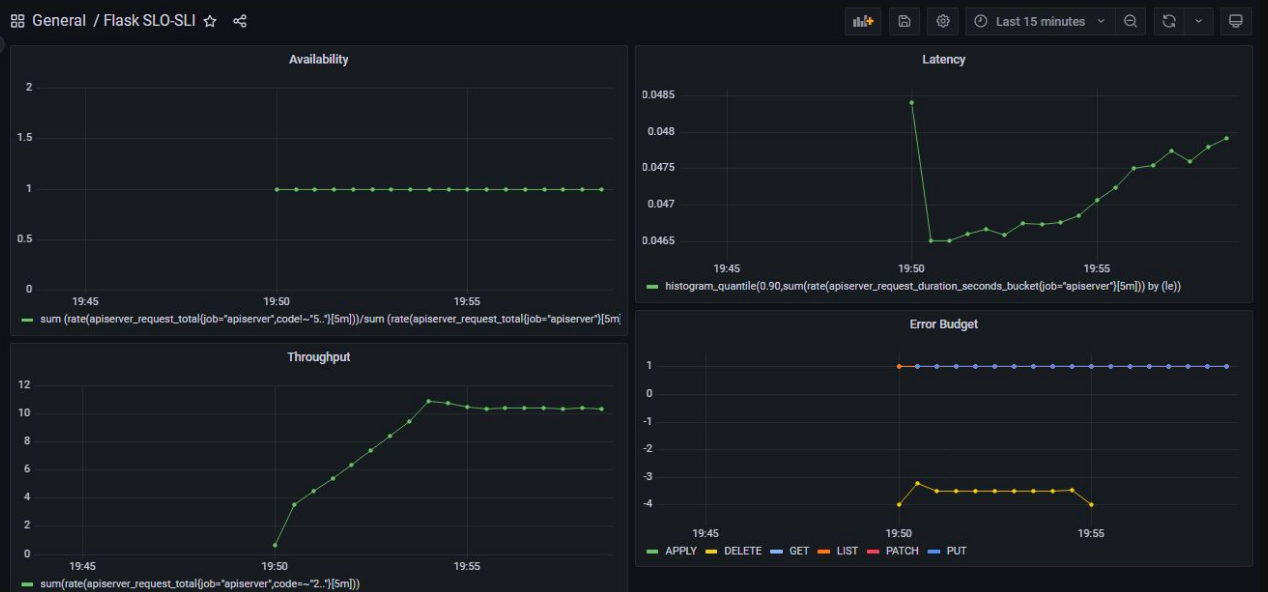 General / Flask SLO-SLI
Last 15 minutes
Availability
2
1.5
1
0.5
0
19:45 19:50 19:55
sum (rate(apiserver_request_total{job="apiserver",code!~"5.."}[5m]))/sum (rate(apiserver_request_total{job="apiserver"}[5m
Latency
0.0485
0.048
0.0475
0.047
0.0465
19:45 19:50 19:55
histogram_quantile(0.90,sum(rate(apiserver_request_duration_seconds_bucket{job="apiserver"}[5m])) by (le))
Throughput
12
10
8
6
4
2
0
19:45 19:50 19:55
sum(rate(apiserver_request_total{job="apiserver",code=~"2.."}[5m]))
Error Budget
1
0
-1
-2
-3
-4
19:45 19:50 19:55
APPLY DELETE GET LIST PATCH PUT